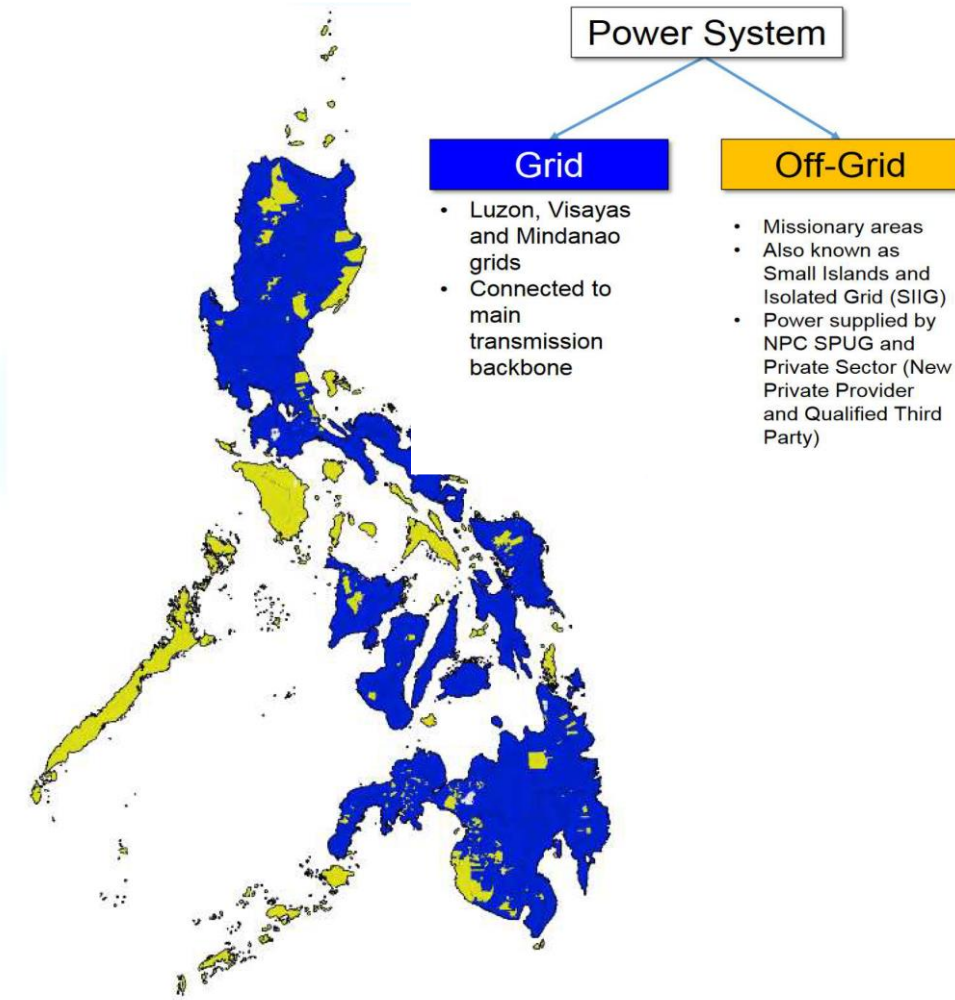 Power System
Grid
• Luzon, Visayas
and Mindanao
grids
• Connected to
main
transmission
backbone
Off-Grid
• Missionary areas
• Also known as
Small Islands and
Isolated Grid (SIIG)
• Power supplied by
NPC SPUG and
Private Sector (New
Private Provider
and Qualified Third
Party)